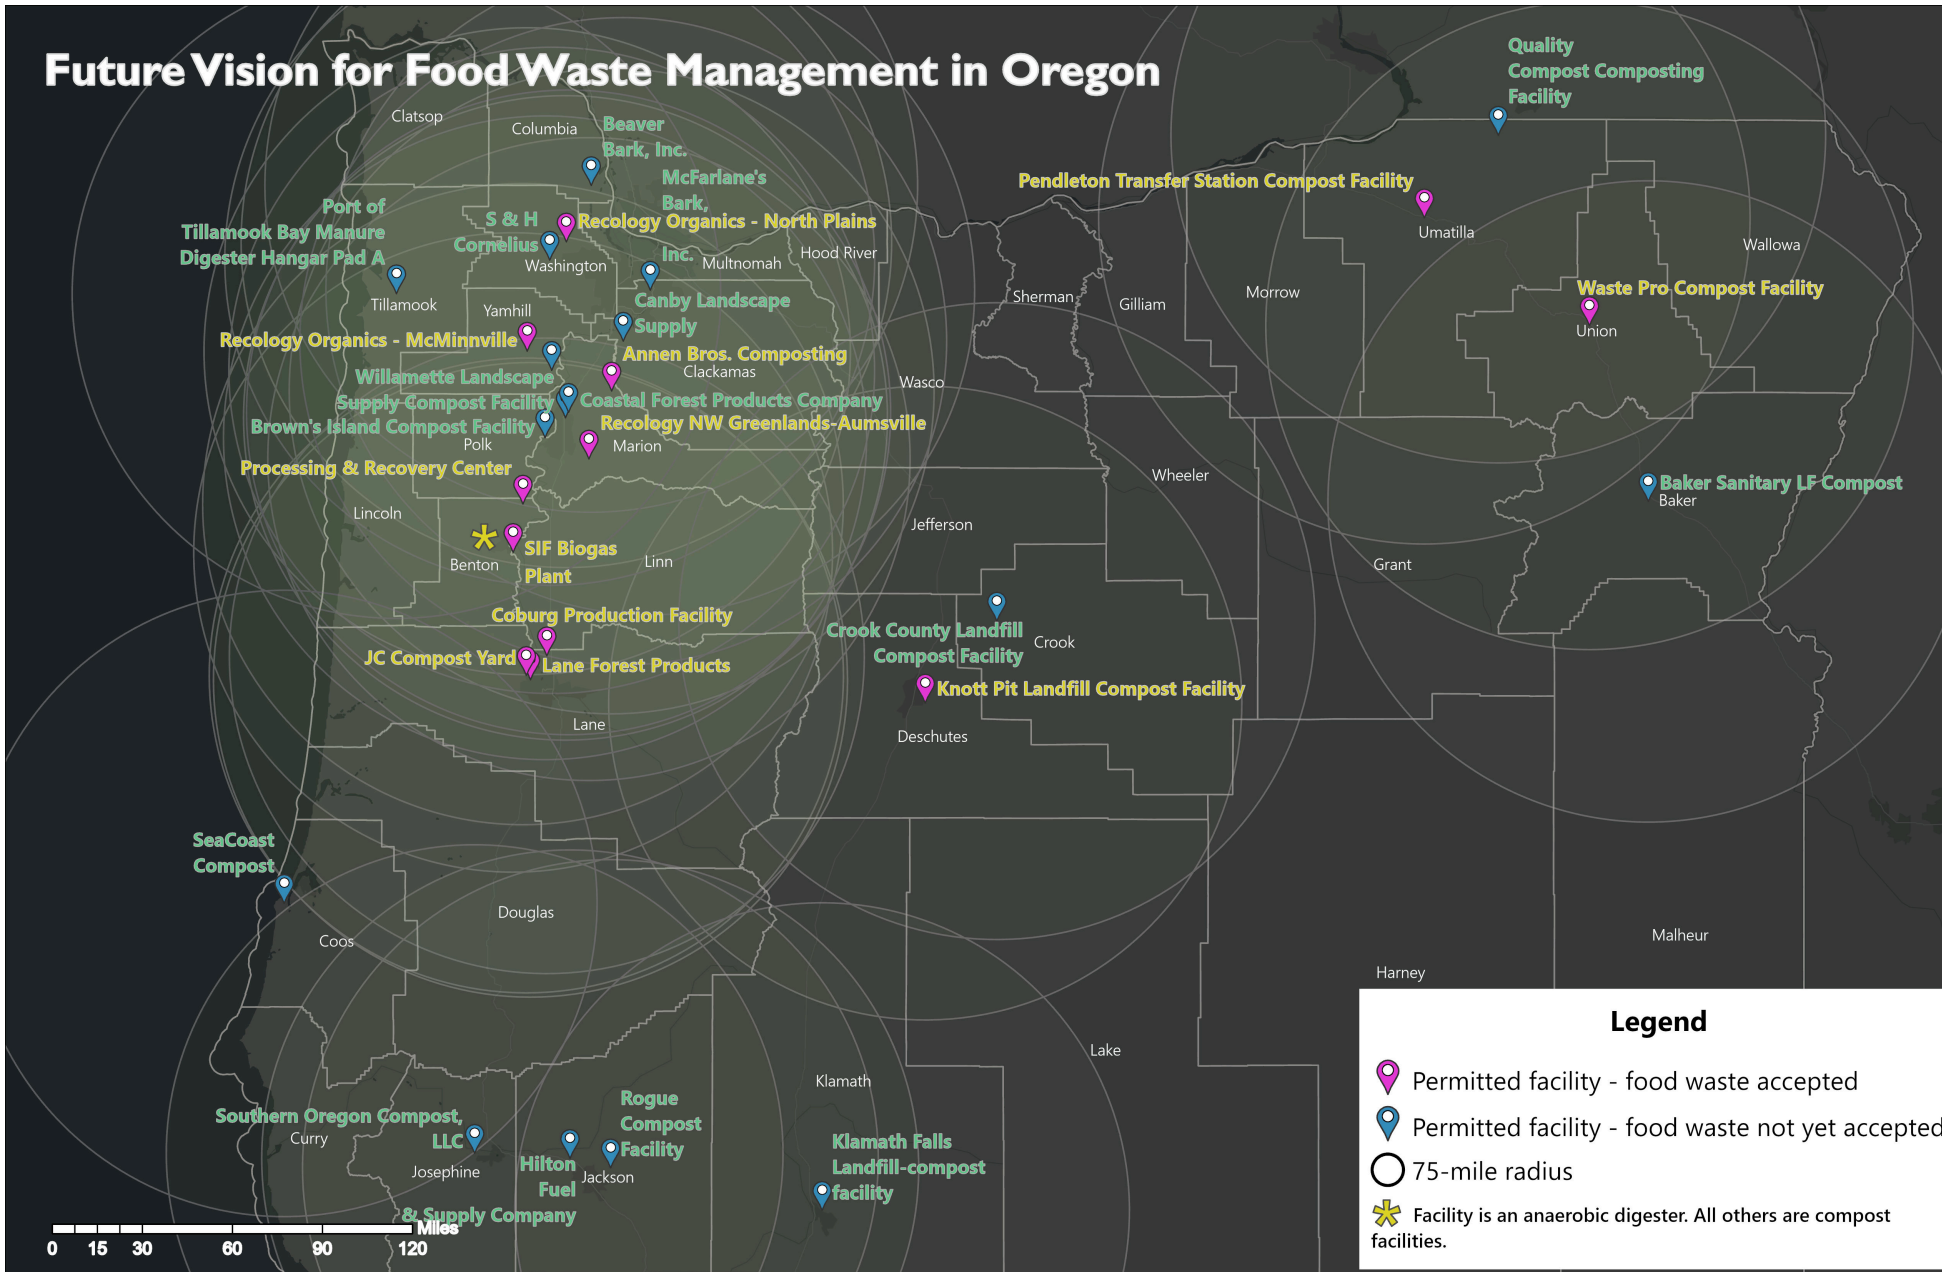 Future Vision for Food Waste Management in Oregon
Quality
Compost Composting
Facility
Clatsop
Columbia
Beaver
Bark, Inc.
McFarlane's
Bark,
Inc.
Pendleton Transfer Station Compost Facility
Umatilla
Wallowa
Port of
Tillamook Bay Manure
Digester Hangar Pad A
S & H
Cornelius
Recology Organics - North Plains
Washington
Multnomah
Hood River
Tillamook
Yamhill
Canby Landscape
Supply
Sherman
Gilliam
Morrow
Waste Pro Compost Facility
Union
Recology Organics - McMinnville
Annen Bros. Composting
Clackamas
Wasco
Willamette Landscape
Supply Compost Facility
Coastal Forest Products Company
Brown's Island Compost Facility
Recology NW Greenlands-Aumsville
Polk
Marion
Processing & Recovery Center
Wheeler
Baker Sanitary LF Compost
Baker
Lincoln
Jefferson
SIF Biogas
Plant
Benton
Linn
Grant
Coburg Production Facility
Crook County Landfill
Compost Facility
Crook
JC Compost Yard
Lane Forest Products
Knott Pit Landfill Compost Facility
Lane
Deschutes
SeaCoast
Compost
Douglas
Coos
Malheur
Harney
Lake
Klamath
Southern Oregon Compost,
LLC
Curry
Josephine
Hilton
Fuel
& Supply Company
Rogue
Compost
Facility
Jackson
Klamath Falls
Landfill-compost
facility
Miles
0 15 30 60 90 120
Legend
Permitted facility - food waste accepted
Permitted facility - food waste not yet accepted
75-mile radius
Facility is an anaerobic digester. All others are compost
facilities.